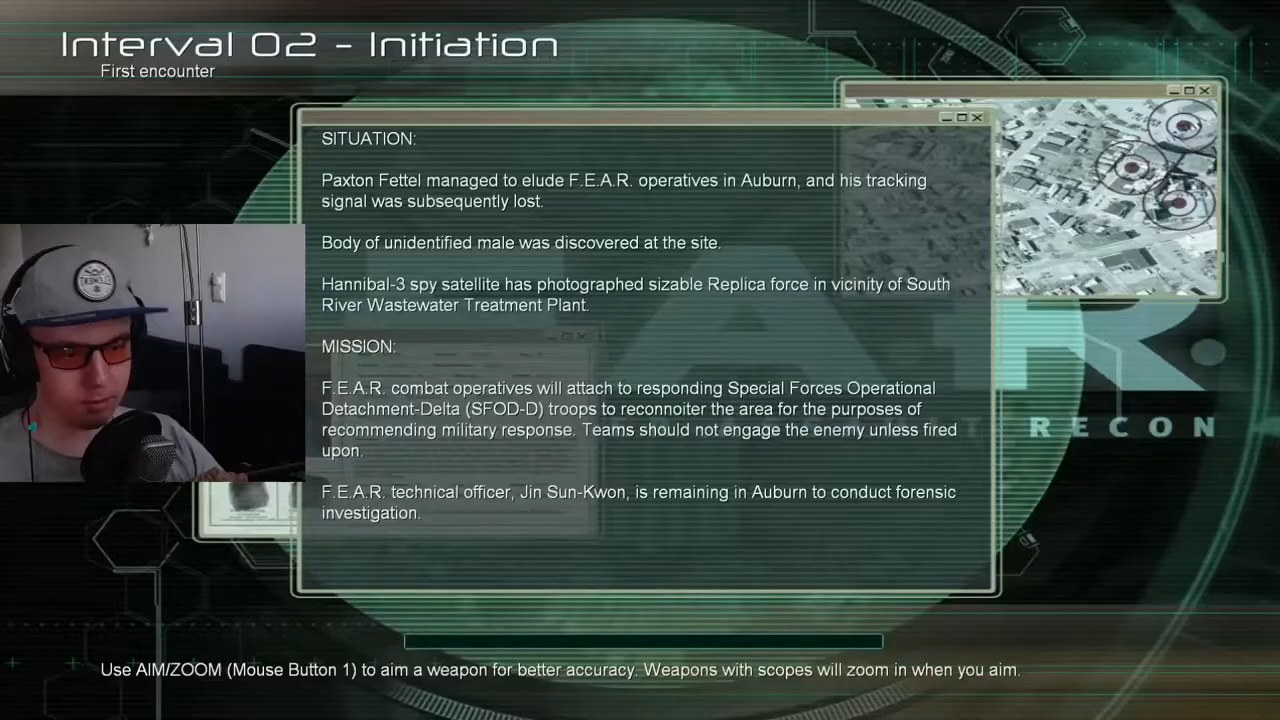 Interval 02 - Initiation
First encounter
SITUATION:
Paxton Fettel managed to elude F.E.A.R. operatives in Auburn, and his tracking
signal was subsequently lost.
Body of unidentified male was discovered at the site.
Hannibal-3 spy satellite has photographed sizable Replica force in vicinity of South
River Wastewater Treatment Plant.
MISSION:
F.E.A.R. combat operatives will attach to responding Special Forces Operational
Detachment-Delta (SFOD-D) troops to reconnoiter the area for the purposes of
recommending military response. Teams should not engage the enemy unless fired
upon.
F.E.A.R. technical officer, Jin Sun-Kwon, is remaining in Auburn to conduct forensic
investigation.
A R.
RECON
Use AIM/ZOOM (Mouse Button 1) to aim a weapon for better accuracy. Weapons with scopes will zoom in when you aim.